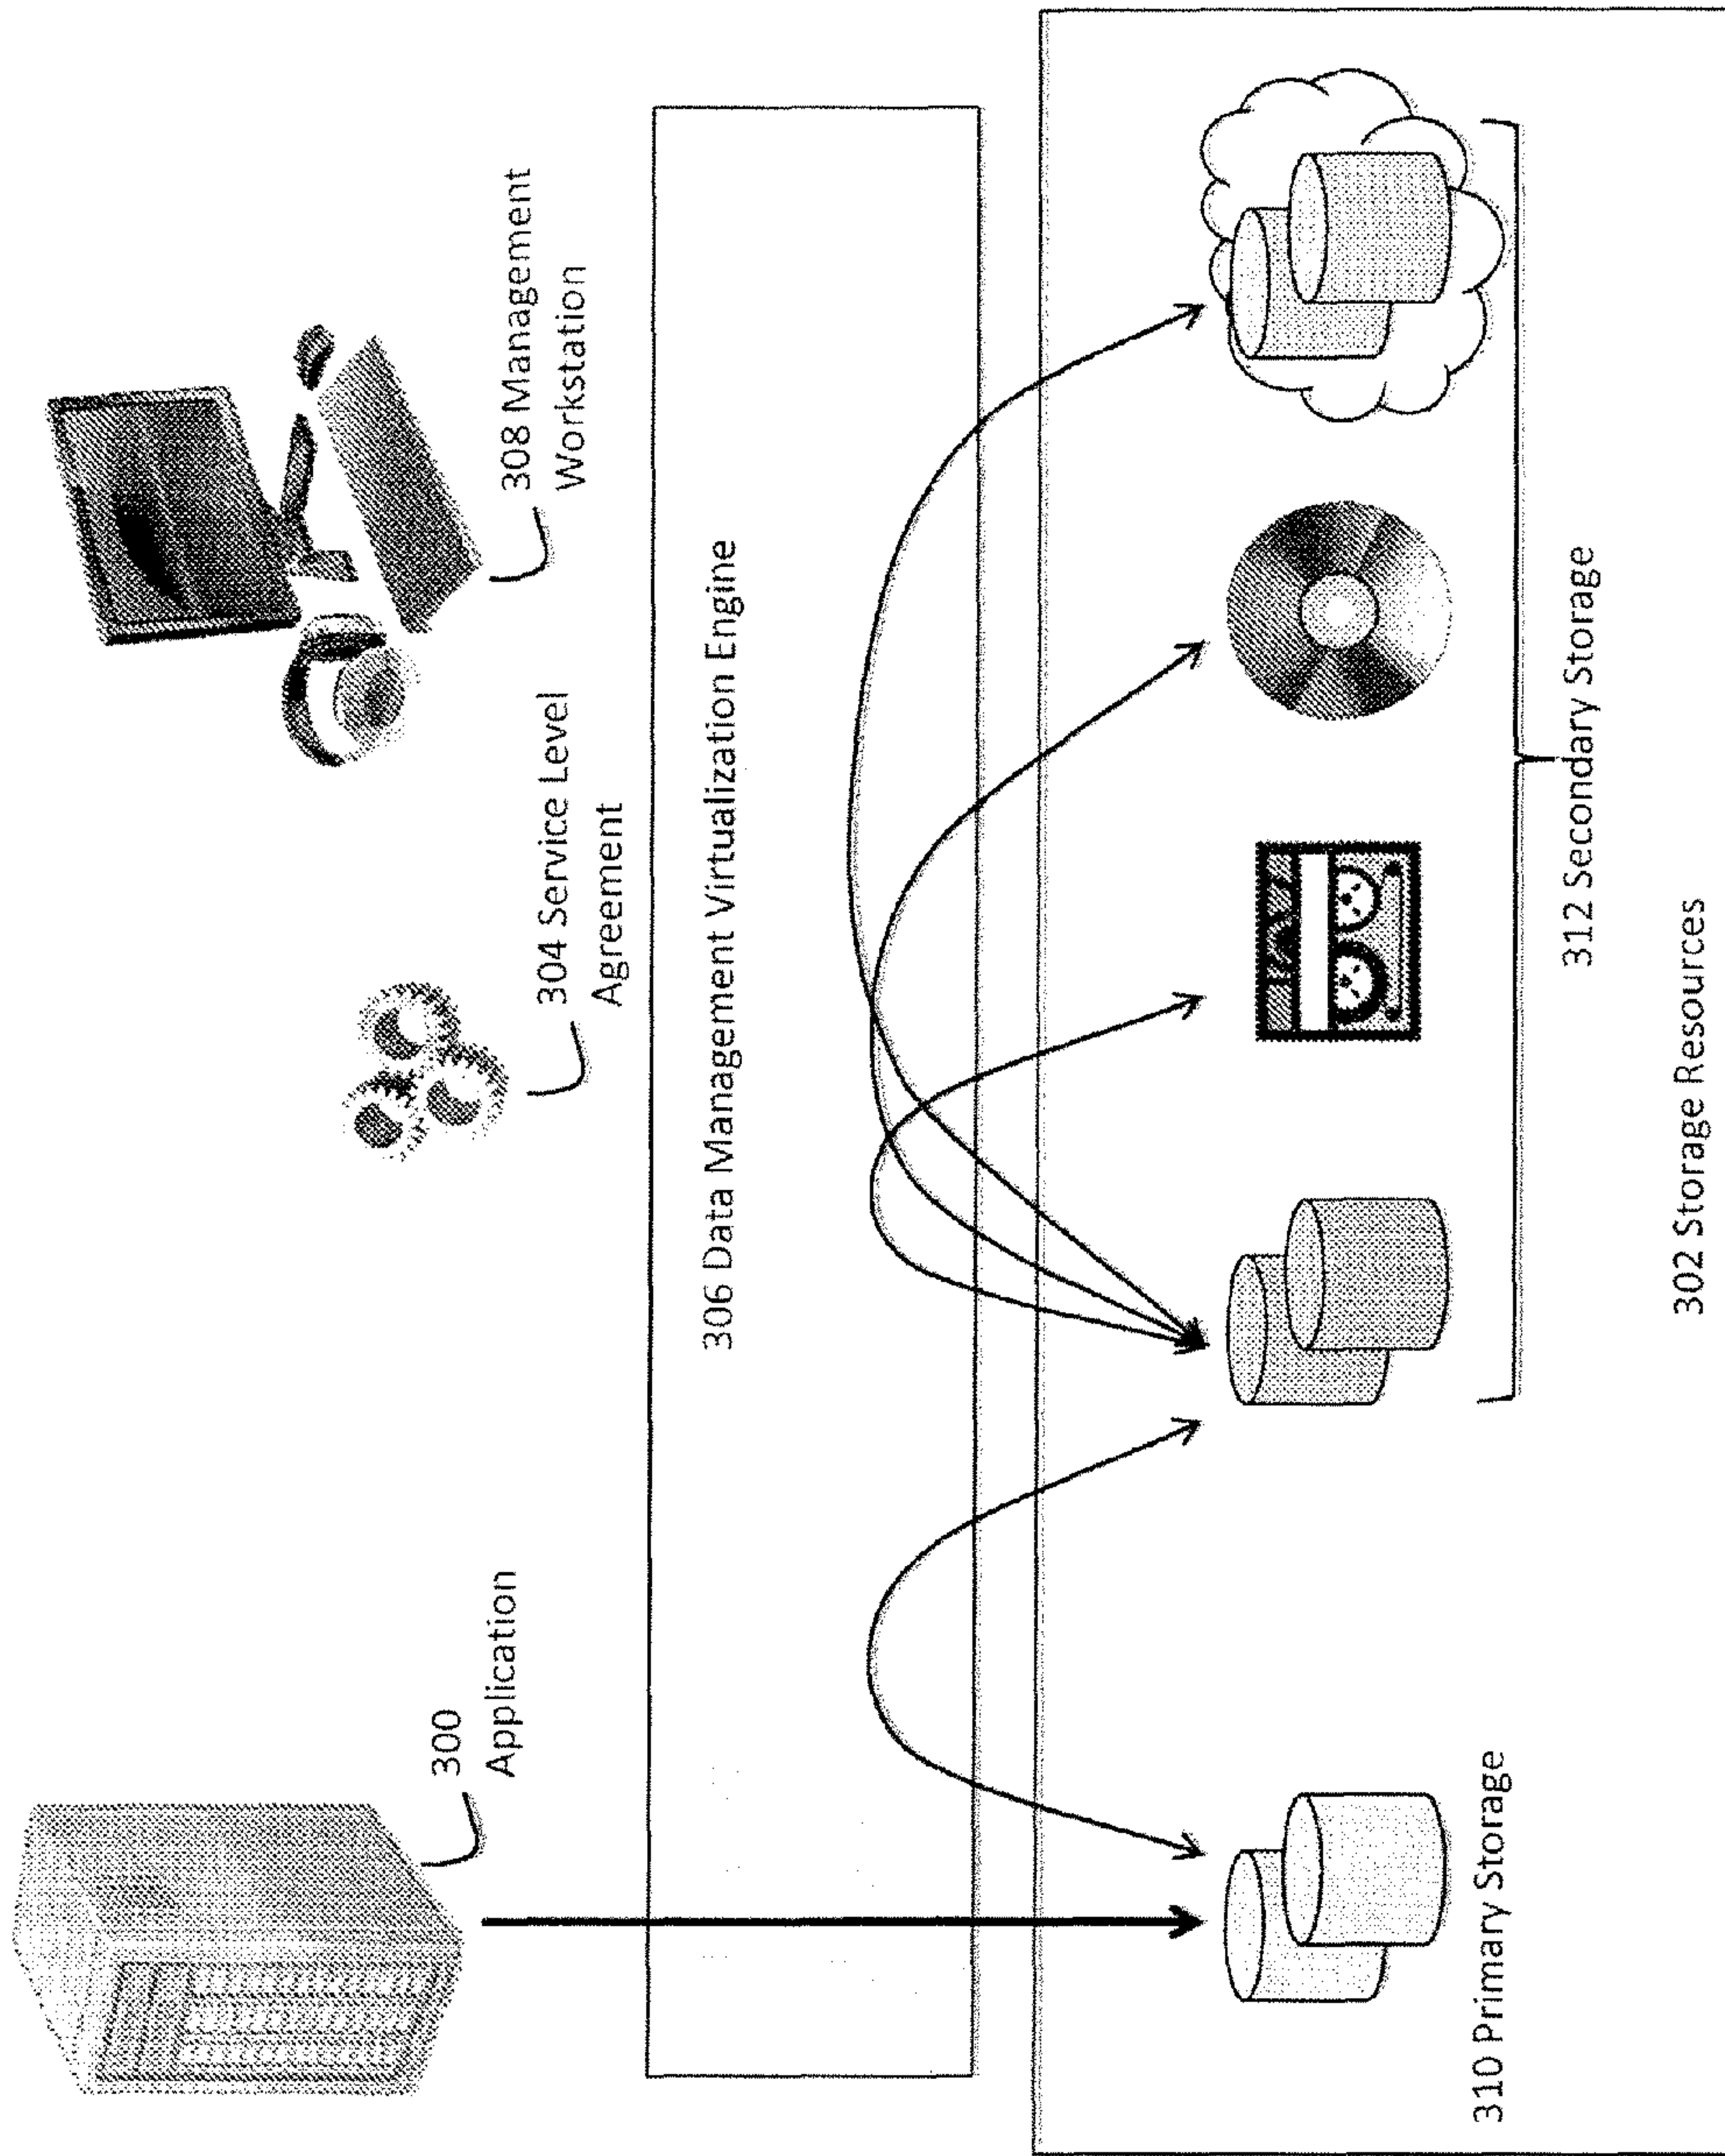 300
Application
304 Service Level
Agreement
308 Management
Workstation
306 Data Management Virtualization Engine
310 Primary Storage
312 Secondary Storage
302 Storage Resources